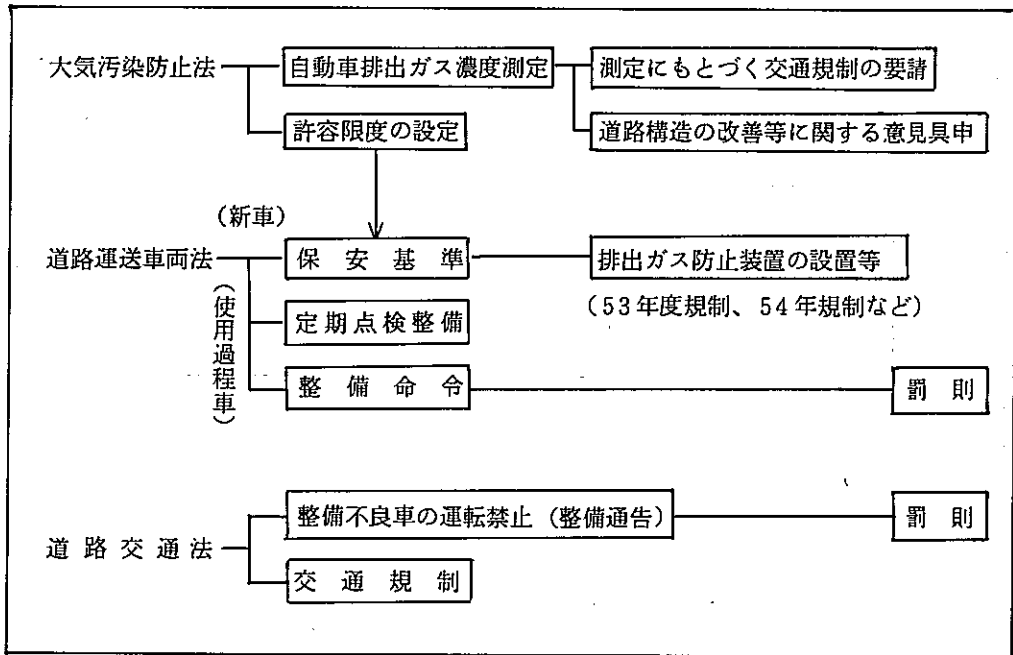 大気汚染防止法
自動車排出ガス濃度測定
測定にもとづく交通規制の要請
道路構造の改善等に関する意見具申
許容限度の設定
(新車)
道路運送車両法
保安基準
排出ガス防止装置の設置等
(53年度規制、54年規制など)
(使用過程車)
定期点検整備
整備命令
罰則
道路交通法
整備不良車の運転禁止(整備通告)
罰則
交通規制